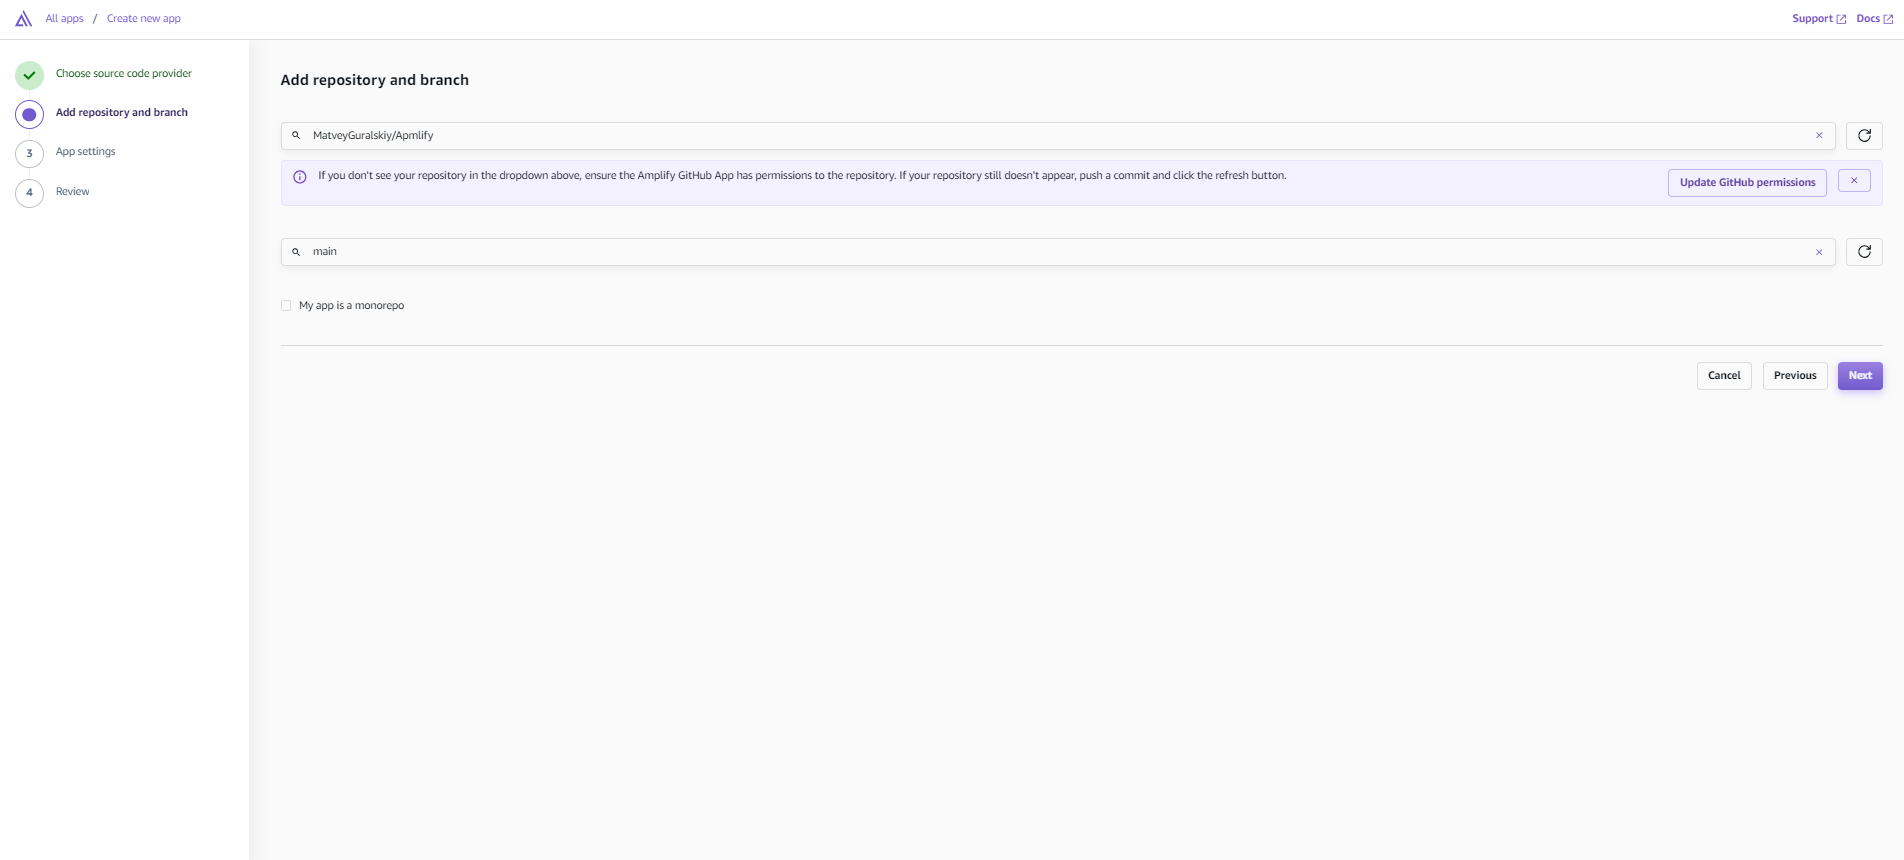 All apps / Create new app
Support
Docs
Choose source code provider
Add repository and branch
3 App settings
4 Review
Add repository and branch
MatveyGuralskiy/Apmlify
If you don't see your repository in the dropdown above, ensure the Amplify GitHub App has permissions to the repository. If your repository still doesn't appear, push a commit and click the refresh button.
Update GitHub permissions
main
My app is a monorepo
Cancel
Previous
Next